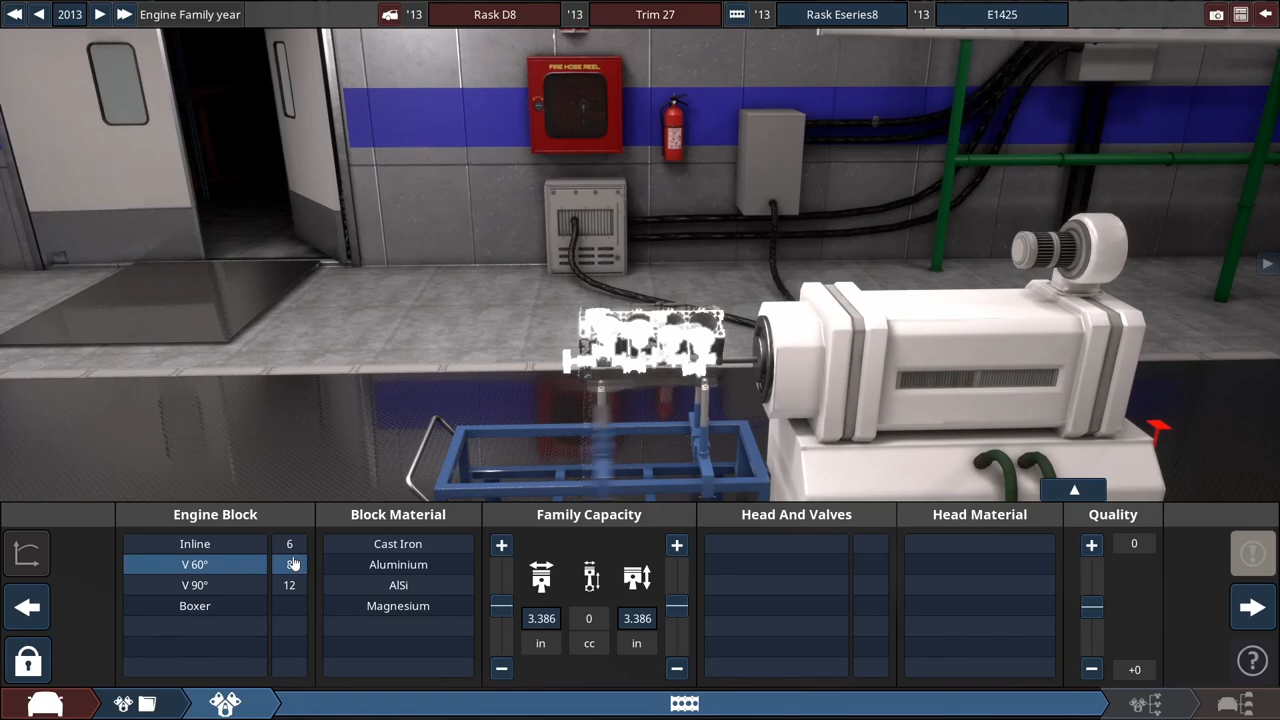 2013 Engine Family year '13 Rask D8 '13 Trim 27 '13 Rask Eseries8 '13 E1425
FIRE HOSE REEL
Engine Block Block Material Family Capacity Head And Valves Head Material Quality
Inline 6 Cast Iron + + + 0
V 60° Aluminium
V 90° 12 AlSi
Boxer Magnesium
3.386 0 3.386
in cc in
− − − +0
?